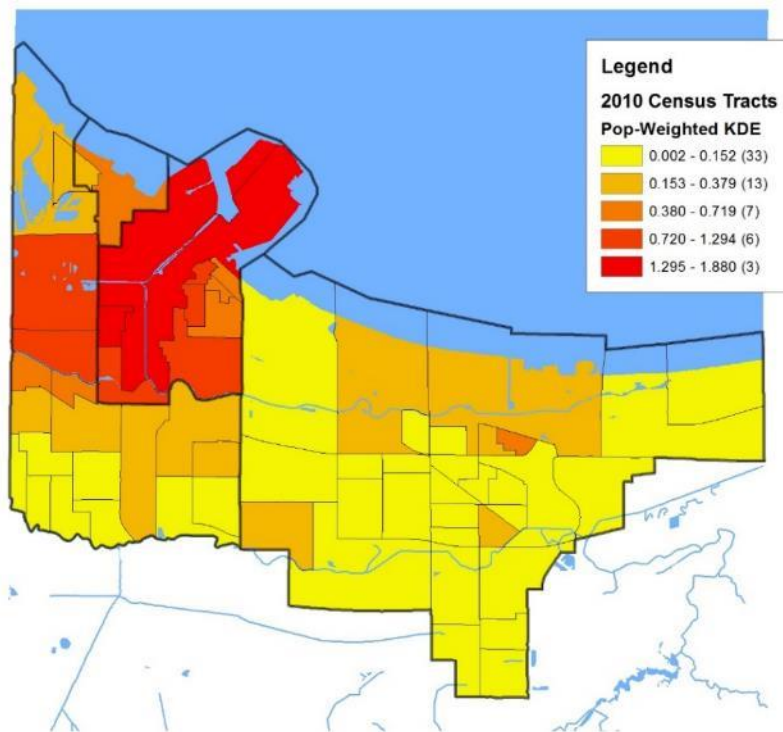 Legend
2010 Census Tracts
Pop-Weighted KDE
0.002 - 0.152 (33)
0.153 - 0.379 (13)
0.380 - 0.719 (7)
0.720 - 1.294 (6)
1.295 - 1.880 (3)